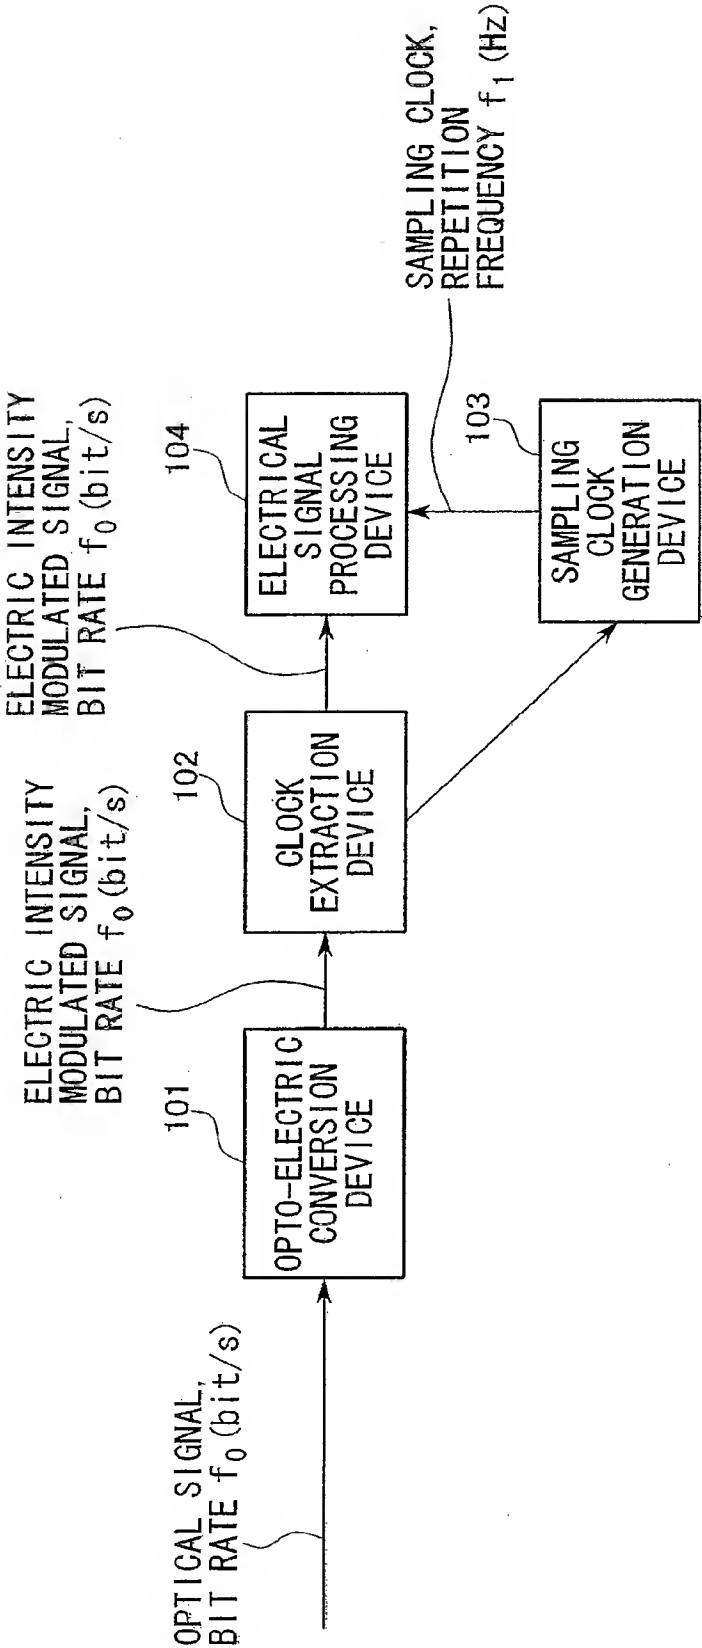 OPTICAL SIGNAL,
BIT RATE f0(bit/s)
101
OPTO-ELECTRIC
CONVERSION
DEVICE
ELECTRIC INTENSITY
MODULATED SIGNAL,
BIT RATE f0(bit/s)
102
CLOCK
EXTRACTION
DEVICE
ELECTRIC INTENSITY
MODULATED SIGNAL,
BIT RATE f0(bit/s)
104
ELECTRICAL
SIGNAL
PROCESSING
DEVICE
103
SAMPLING
CLOCK
GENERATION
DEVICE
SAMPLING CLOCK,
REPETITION
FREQUENCY f1(Hz)